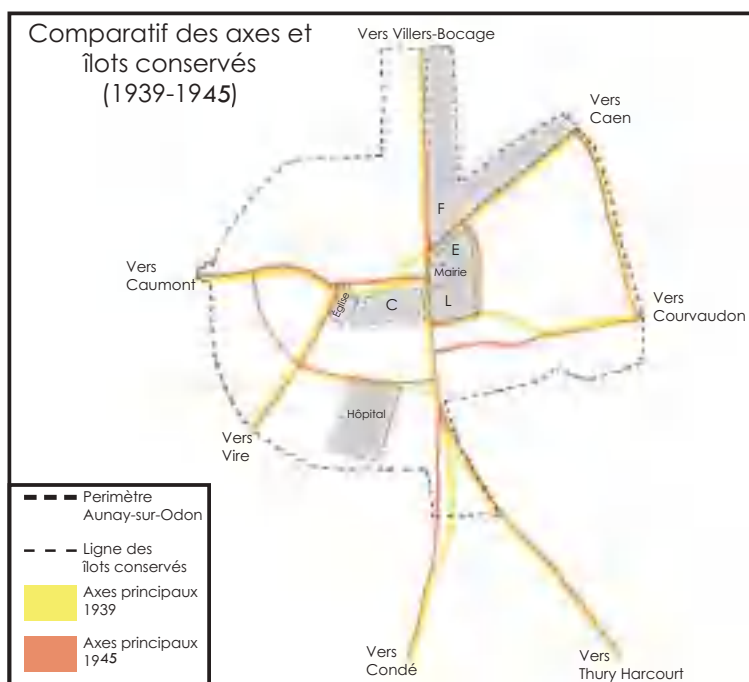 Comparatif des axes et
îlots conservés
(1939-1945)
Vers Villers-Bocage
Vers
Caen
F
E
Mairie
Vers
Caumont
Église
C
L
Vers
Courvaudon
Hôpital
Vers
Vire
Perimètre
Aunay-sur-Odon
Ligne des
îlots conservés
Axes principaux
1939
Axes principaux
1945
Vers
Condé
Vers
Thury Harcourt